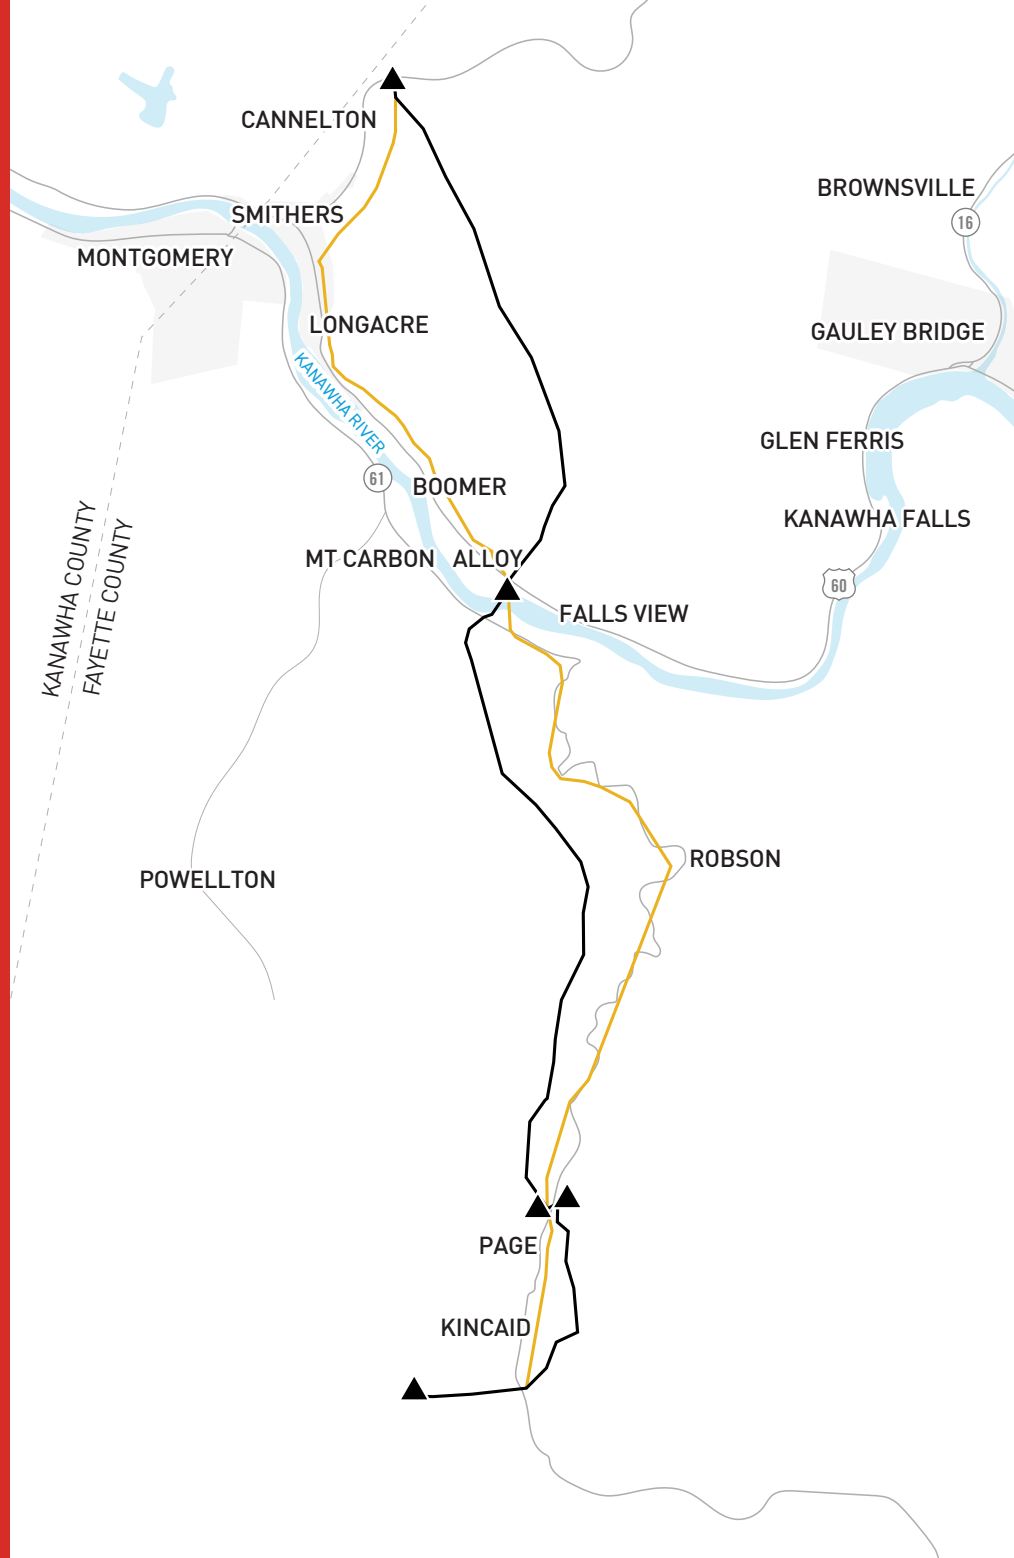 CANNELTON
BROWNSVILLE
16
SMITHERS
MONTGOMERY
LONGACRE
GAULEY BRIDGE
KANAWHA RIVER
GLEN FERRIS
61
BOOMER
KANAWHA FALLS
KANAWHA COUNTY
FAYETTE COUNTY
MT CARBON
ALLOY
60
FALLS VIEW
ROBSON
POWELLTON
PAGE
KINCAID